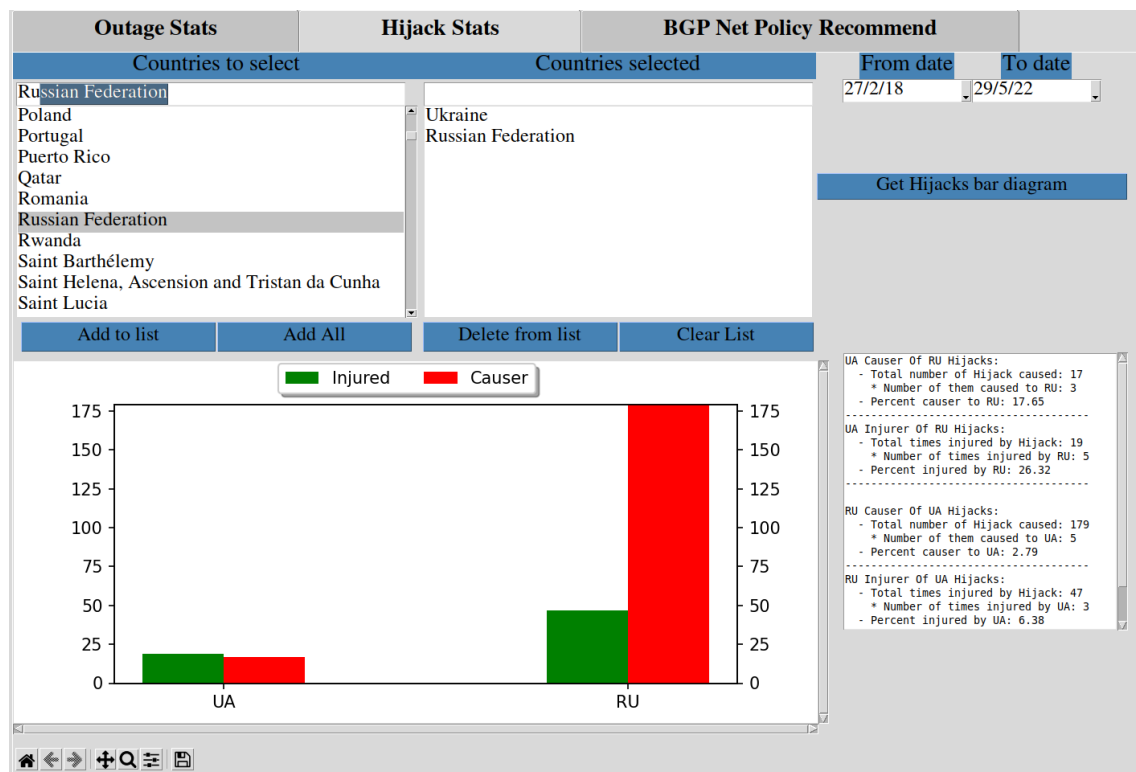 Outage Stats
Hijack Stats
BGP Net Policy Recommend
Countries to select
Countries selected
From date
To date
Russian Federation
27/2/18
29/5/22
Poland
Portugal
Puerto Rico
Qatar
Romania
Russian Federation
Rwanda
Saint Barthélemy
Saint Helena, Ascension and Tristan da Cunha
Saint Lucia
Ukraine
Russian Federation
Get Hijacks bar diagram
Add to list
Add All
Delete from list
Clear List
Injured
Causer
175
150
125
100
75
50
25
0
175
150
125
100
75
50
25
0
UA
RU
UA Causer Of RU Hijacks:
- Total number of Hijack caused: 17
* Number of them caused to RU: 3
- Percent causer to RU: 17.65
---------------------------------------
UA Injurer Of RU Hijacks:
- Total times injured by Hijack: 19
* Number of times injured by RU: 5
- Percent injured by RU: 26.32
---------------------------------------
RU Causer Of UA Hijacks:
- Total number of Hijack caused: 179
* Number of them caused to UA: 5
- Percent causer to UA: 2.79
---------------------------------------
RU Injurer Of UA Hijacks:
- Total times injured by Hijack: 47
* Number of times injured by UA: 3
- Percent injured by UA: 6.38